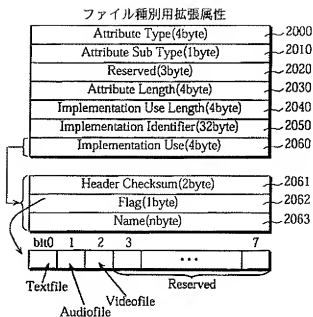 ファイル種別用拡張属性
Attribute Type(4byte) 2000
Attribute Sub Type(1byte) 2010
Reserved(3byte) 2020
Attribute Length(4byte) 2030
Implementation Use Length(4byte) 2040
Implementation Identifier(32byte) 2050
Implementation Use(4byte) 2060
Header Checksum(2byte) 2061
Flag(1byte) 2062
Name(nbyte) 2063
bit0 1 2 3 ... 7
Textfile
Audiofile
Videofile
Reserved